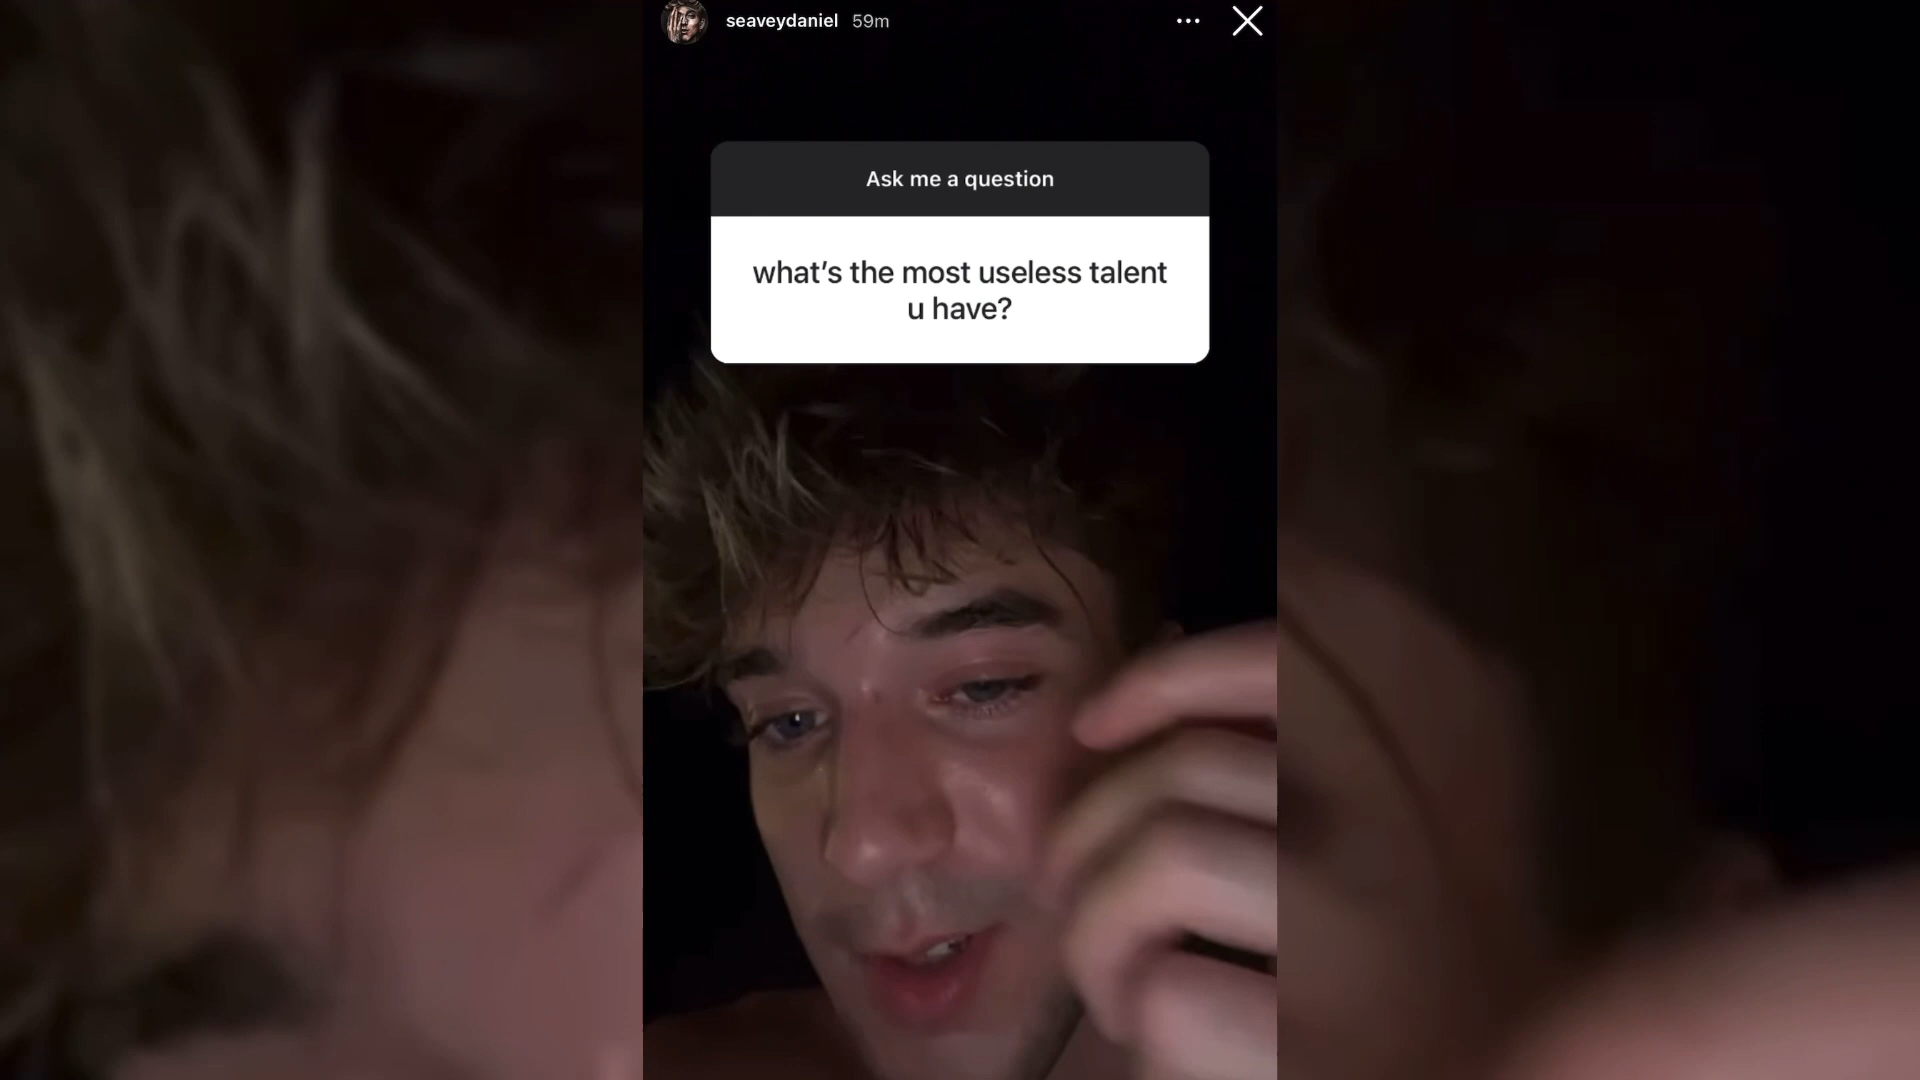 seaveydaniel 59m
Ask me a question
what's the most useless talent
u have?